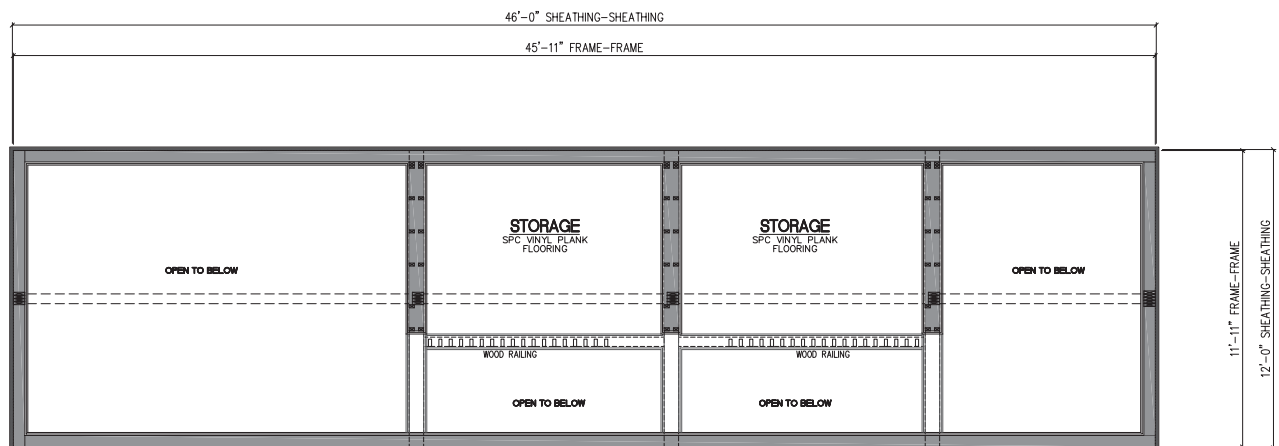 46'-0" SHEATHING-SHEATHING
45'-11" FRAME-FRAME
STORAGE
SPC VINYL PLANK
FLOORING
STORAGE
SPC VINYL PLANK
FLOORING
OPEN TO BELOW
OPEN TO BELOW
WOOD RAILING
WOOD RAILING
OPEN TO BELOW
OPEN TO BELOW
11'-11" FRAME-FRAME
12'-0" SHEATHING-SHEATHING